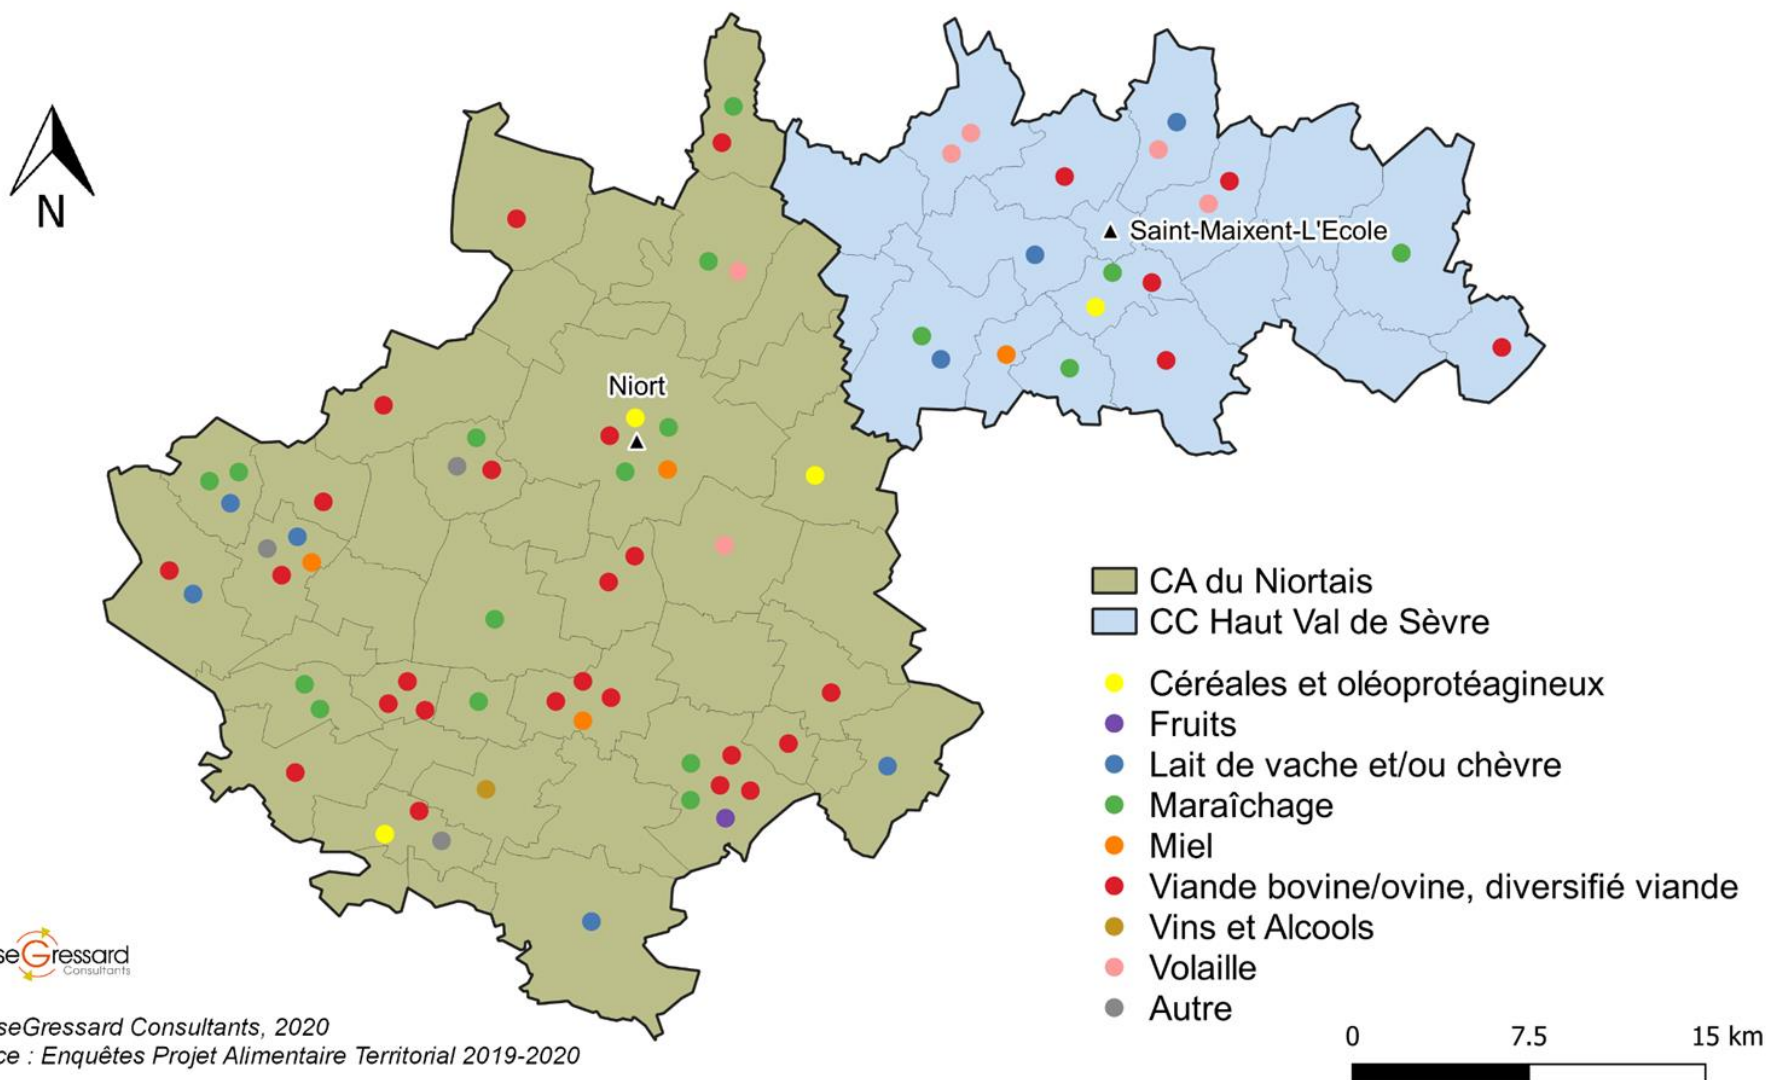 N
Saint-Maixent-L'Ecole
Niort
CA du Niortais
CC Haut Val de Sèvre
Céréales et oléoprotéagineux
Fruits
Lait de vache et/ou chèvre
Maraîchage
Miel
Viande bovine/ovine, diversifié viande
Vins et Alcools
Volaille
Autre
seGressard
Consultants
seGressard Consultants, 2020
ce : Enquêtes Projet Alimentaire Territorial 2019-2020
0 7.5 15 km